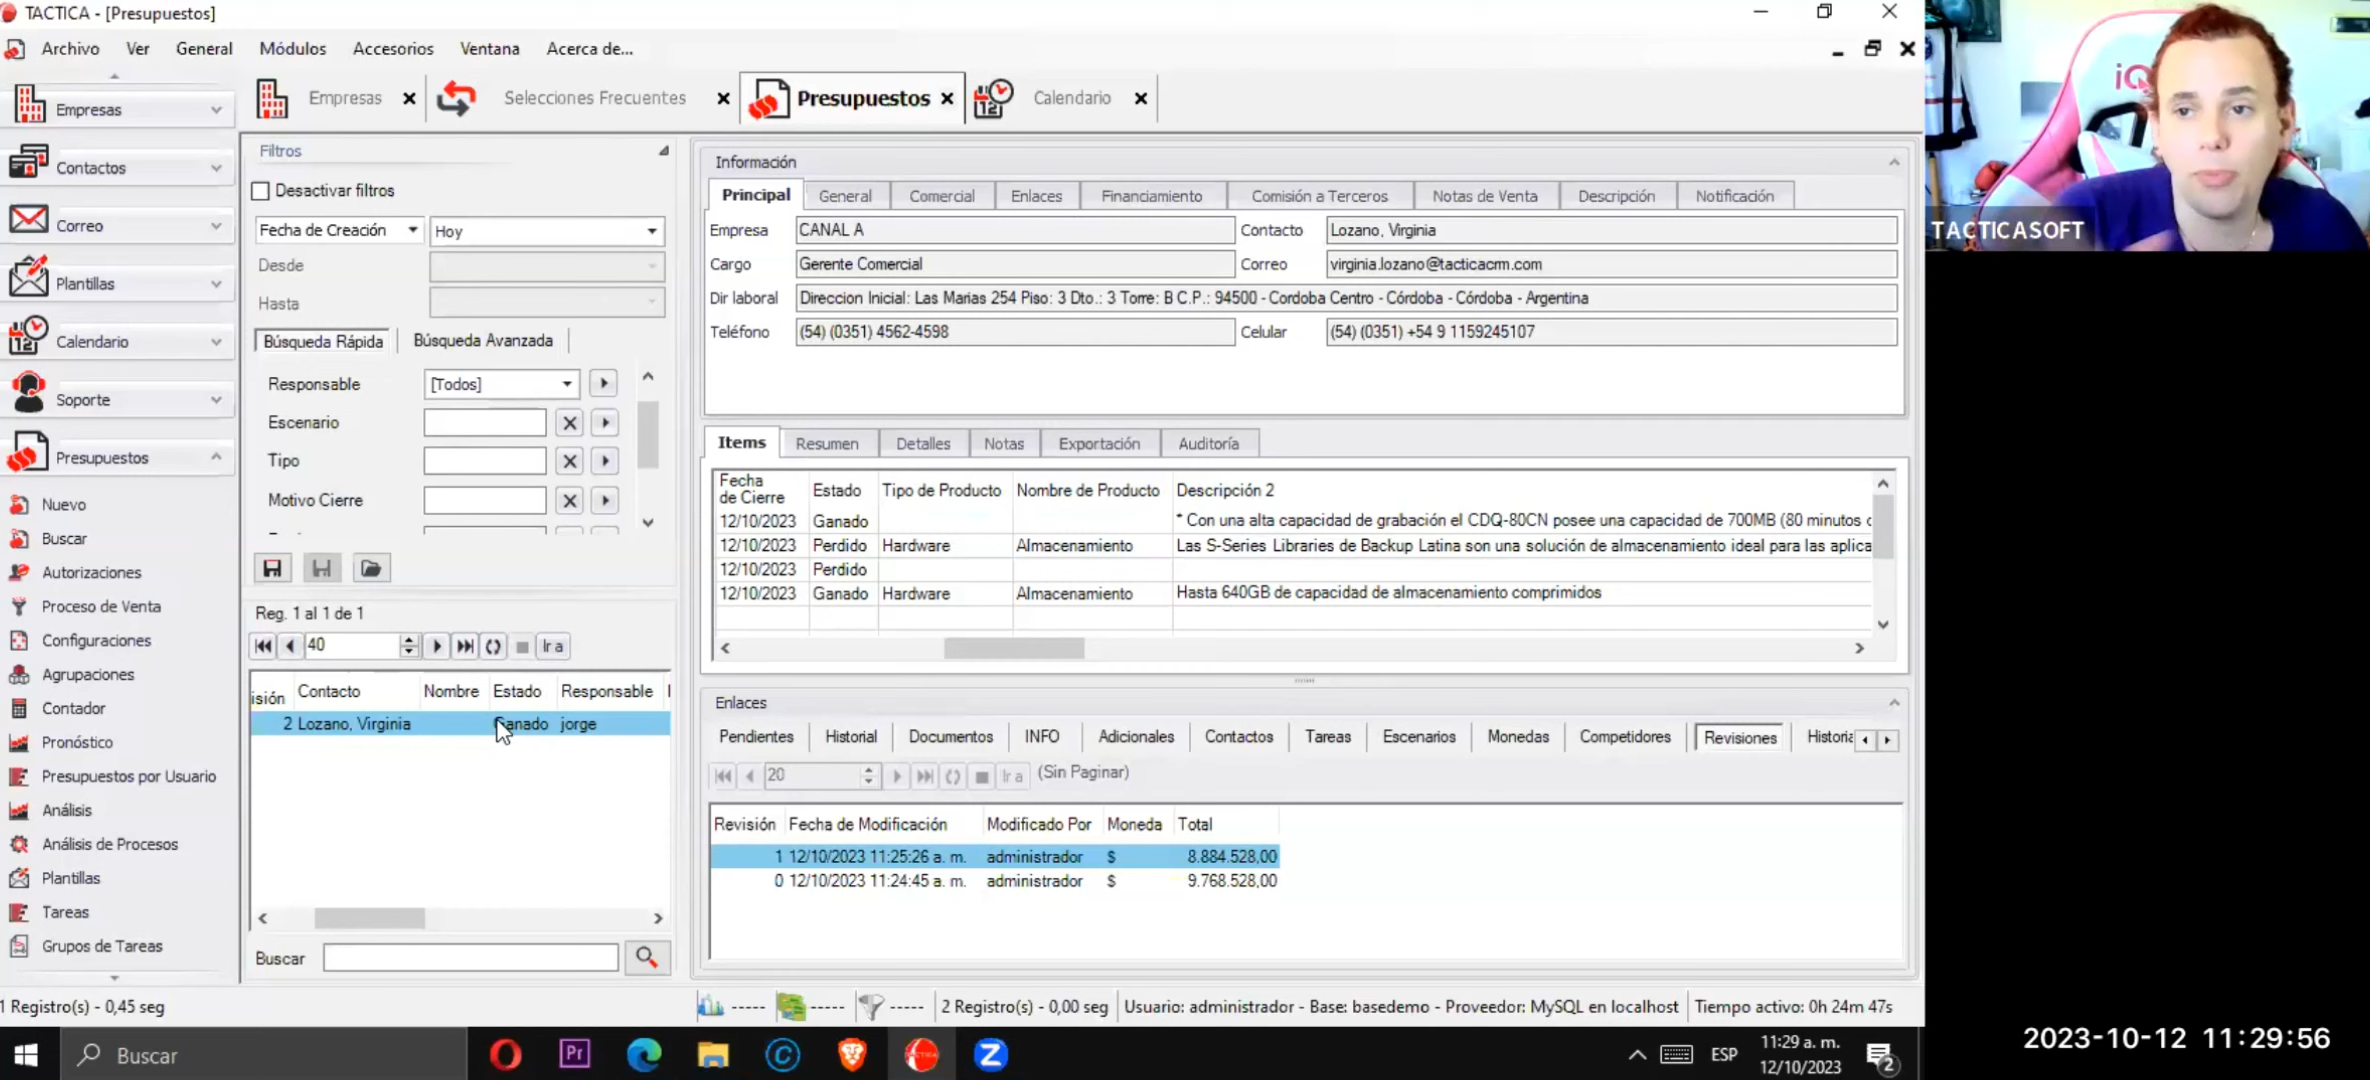 TACTICA - [Presupuestos]
Archivo Ver General Módulos Accesorios Ventana Acerca de...
Empresas
Contactos
Correo
Plantillas
Calendario
Soporte
Presupuestos
Nuevo
Buscar
Autorizaciones
Proceso de Venta
Configuraciones
Agrupaciones
Contador
Pronóstico
Presupuestos por Usuario
Análisis
Análisis de Procesos
Plantillas
Tareas
Grupos de Tareas
Empresas Selecciones Frecuentes Presupuestos Calendario
Filtros
Desactivar filtros
Fecha de Creación Hoy
Desde
Hasta
Búsqueda Rápida Búsqueda Avanzada
Responsable [Todos]
Escenario
Tipo
Motivo Cierre
Reg. 1 al 1 de 1
40 Ir a
isión Contacto Nombre Estado Responsable
2 Lozano, Virginia Ganado jorge
Buscar
Información
Principal General Comercial Enlaces Financiamiento Comisión a Terceros Notas de Venta Descripción Notificación
Empresa CANAL A Contacto Lozano, Virginia
Cargo Gerente Comercial Correo virginia.lozano@tacticacrm.com
Dir laboral Direccion Inicial: Las Marias 254 Piso: 3 Dto.: 3 Torre: B C.P.: 94500 - Cordoba Centro - Córdoba - Córdoba - Argentina
Teléfono (54) (0351) 4562-4598 Celular (54) (0351) +54 9 1159245107
Items Resumen Detalles Notas Exportación Auditoría
Fecha
de Cierre Estado Tipo de Producto Nombre de Producto Descripción 2
12/10/2023 Ganado * Con una alta capacidad de grabación el CDQ-80CN posee una capacidad de 700MB (80 minutos
12/10/2023 Perdido Hardware Almacenamiento Las S-Series Libraries de Backup Latina son una solución de almacenamiento ideal para las aplica
12/10/2023 Perdido
12/10/2023 Ganado Hardware Almacenamiento Hasta 640GB de capacidad de almacenamiento comprimidos
Enlaces
Pendientes Historial Documentos INFO Adicionales Contactos Tareas Escenarios Monedas Competidores Revisiones Historia
20 Ir a (Sin Paginar)
Revisión Fecha de Modificación Modificado Por Moneda Total
1 12/10/2023 11:25:26 a. m. administrador $ 8.884.528,00
0 12/10/2023 11:24:45 a. m. administrador $ 9.768.528,00
1 Registro(s) - 0,45 seg
----- ----- ----- 2 Registro(s) - 0,00 seg Usuario: administrador - Base: basedemo - Proveedor: MySQL en localhost Tiempo activo: 0h 24m 47s
Buscar
Pr
ESP
11:29 a. m.
12/10/2023
2
TACTICASOFT
2023-10-12 11:29:56